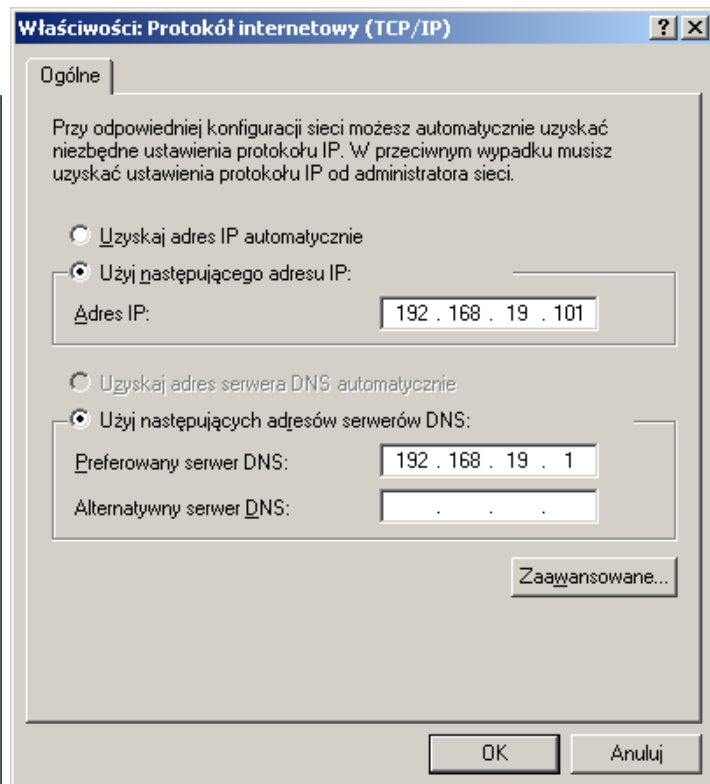 Właściwości: Protokół internetowy (TCP/IP)
Ogólne
Przy odpowiedniej konfiguracji sieci możesz automatycznie uzyskać
niezbędne ustawienia protokołu IP. W przeciwnym wypadku musisz
uzyskać ustawienia protokołu IP od administratora sieci.
Uzyskaj adres IP automatycznie
Użyj następującego adresu IP:
Adres IP: 192 . 168 . 19 . 101
Uzyskaj adres serwera DNS automatycznie
Użyj następujących adresów serwerów DNS:
Preferowany serwer DNS: 192 . 168 . 19 . 1
Alternatywny serwer DNS: . . .
Zaawansowane...
OK Anuluj